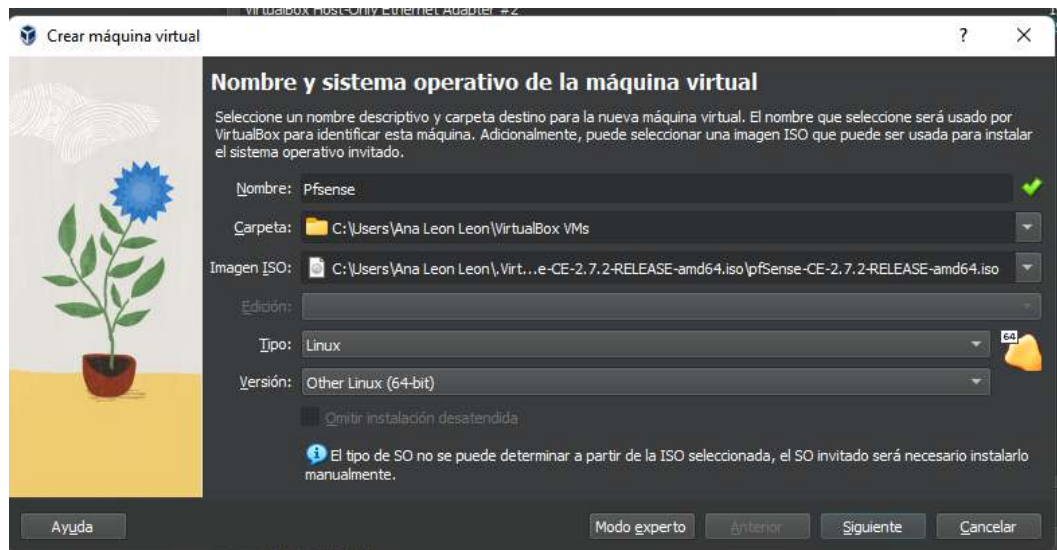 VirtualBox Host-Only Ethernet Adapter #2
Crear máquina virtual
?
Nombre y sistema operativo de la máquina virtual
Seleccione un nombre descriptivo y carpeta destino para la nueva máquina virtual. El nombre que seleccione será usado por
VirtualBox para identificar esta máquina. Adicionalmente, puede seleccionar una imagen ISO que puede ser usada para instalar
el sistema operativo invitado.
Nombre: Pfsense
Carpeta: C:\Users\Ana Leon Leon\VirtualBox VMs
Imagen ISO: C:\Users\Ana Leon Leon\.Virt...e-CE-2.7.2-RELEASE-amd64.iso\pfSense-CE-2.7.2-RELEASE-amd64.iso
Edición:
Tipo: Linux
64
Versión: Other Linux (64-bit)
Omitir instalación desatendida
El tipo de SO no se puede determinar a partir de la ISO seleccionada, el SO invitado será necesario instalarlo
manualmente.
Ayuda Modo experto Anterior Siguiente Cancelar